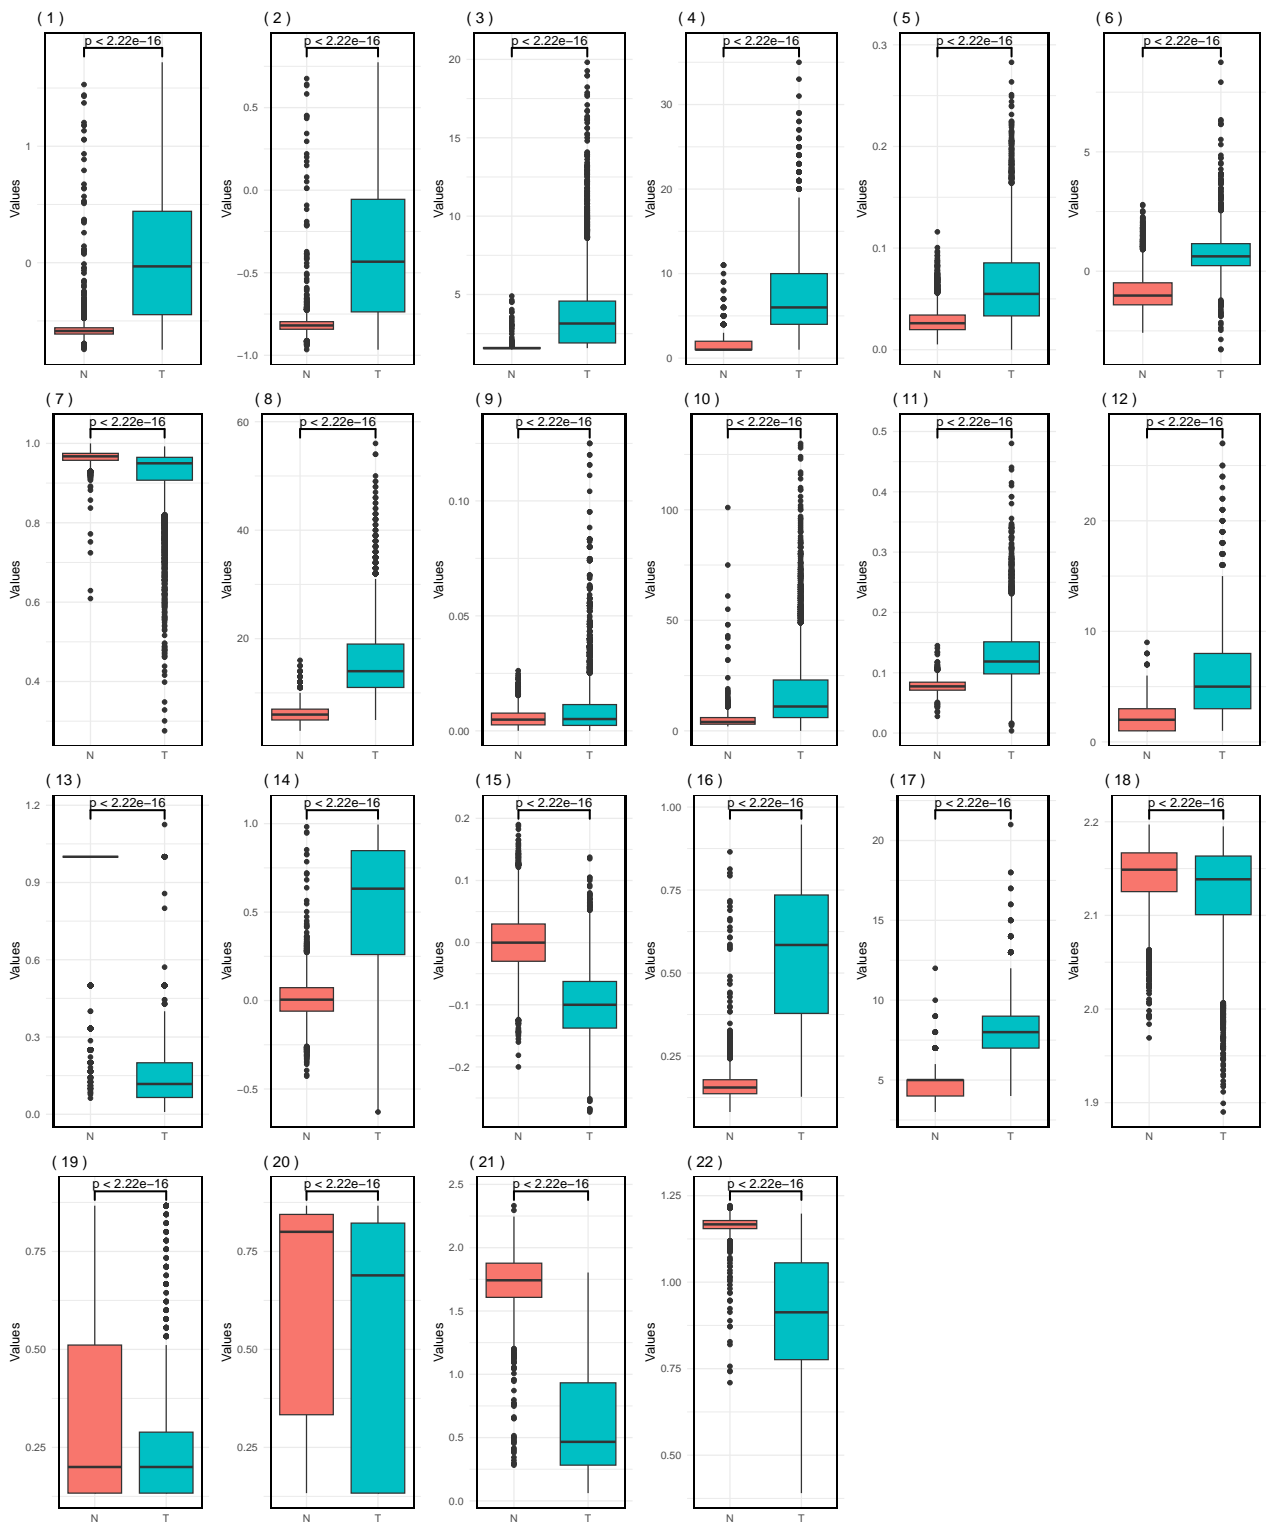 ( 1 ) ( 2 ) ( 3 ) ( 4 ) ( 5 ) ( 6 )
p < 2.22e−16 p < 2.22e−16 p < 2.22e−16 p < 2.22e−16 p < 2.22e−16 p < 2.22e−16
Values 1 0
Values 0.5 0.0 −0.5 −1.0
Values 20 15 10 5
Values 30 20 10 0
Values 0.3 0.2 0.1 0.0
Values 5 0
N T N T N T N T N T N T
( 7 ) ( 8 ) ( 9 ) ( 10 ) ( 11 ) ( 12 )
p < 2.22e−16 p < 2.22e−16 p < 2.22e−16 p < 2.22e−16 p < 2.22e−16 p < 2.22e−16
Values 1.0 0.8 0.6 0.4
Values 60 40 20
Values 0.10 0.05 0.00
Values 100 50 0
Values 0.5 0.4 0.3 0.2 0.1 0.0
Values 20 10 0
N T N T N T N T N T N T
( 13 ) ( 14 ) ( 15 ) ( 16 ) ( 17 ) ( 18 )
p < 2.22e−16 p < 2.22e−16 p < 2.22e−16 p < 2.22e−16 p < 2.22e−16 p < 2.22e−16
Values 1.2 0.9 0.6 0.3 0.0
Values 1.0 0.5 0.0 −0.5
Values 0.2 0.1 0.0 −0.1 −0.2
Values 1.00 0.75 0.50 0.25
Values 20 15 10 5
Values 2.2 2.1 2.0 1.9
N T N T N T N T N T N T
( 19 ) ( 20 ) ( 21 ) ( 22 )
p < 2.22e−16 p < 2.22e−16 p < 2.22e−16 p < 2.22e−16
Values 0.75 0.50 0.25
Values 0.75 0.50 0.25
Values 2.5 2.0 1.5 1.0 0.5 0.0
Values 1.25 1.00 0.75 0.50
N T N T N T N T